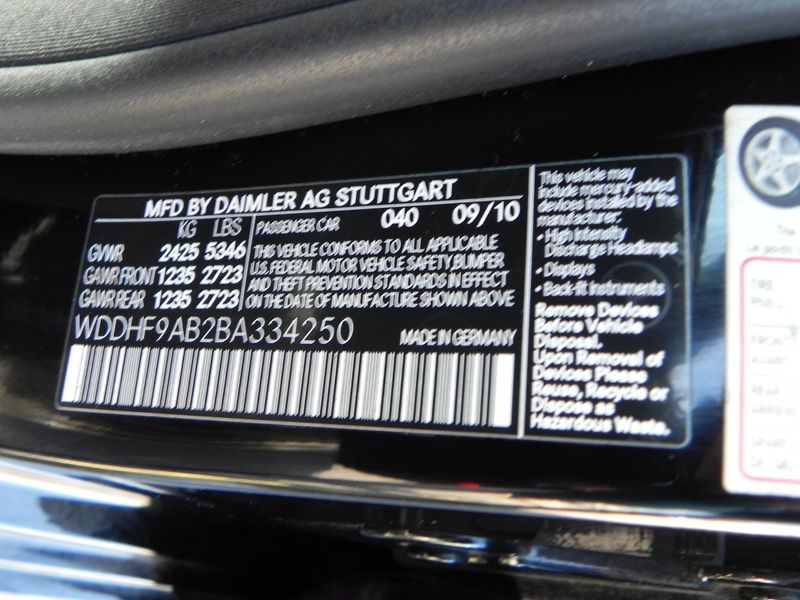 MFD BY DAIMLER AG STUTTGART
KG LBS
GVWR 2425 5346
GAWR FRONT 1235 2723
GAWR REAR 1235 2723
PASSENGER CAR 040 09/10
THIS VEHICLE CONFORMS TO ALL APPLICABLE
U.S. FEDERAL MOTOR VEHICLE SAFETY, BUMPER
AND THEFT PREVENTION STANDARDS IN EFFECT
ON THE DATE OF MANUFACTURE SHOWN ABOVE
WDDHF9AB2BA334250
MADE IN GERMANY
This vehicle may
include mercury-added
devices installed by the
manufacturer:
• High Intensity
Discharge Headlamps
• Displays
• Back-lit instruments
Remove Devices
Before Vehicle
Disposal.
Upon Removal of
Devices Please
Reuse, Recycle or
Dispose as
Hazardous Waste.
The